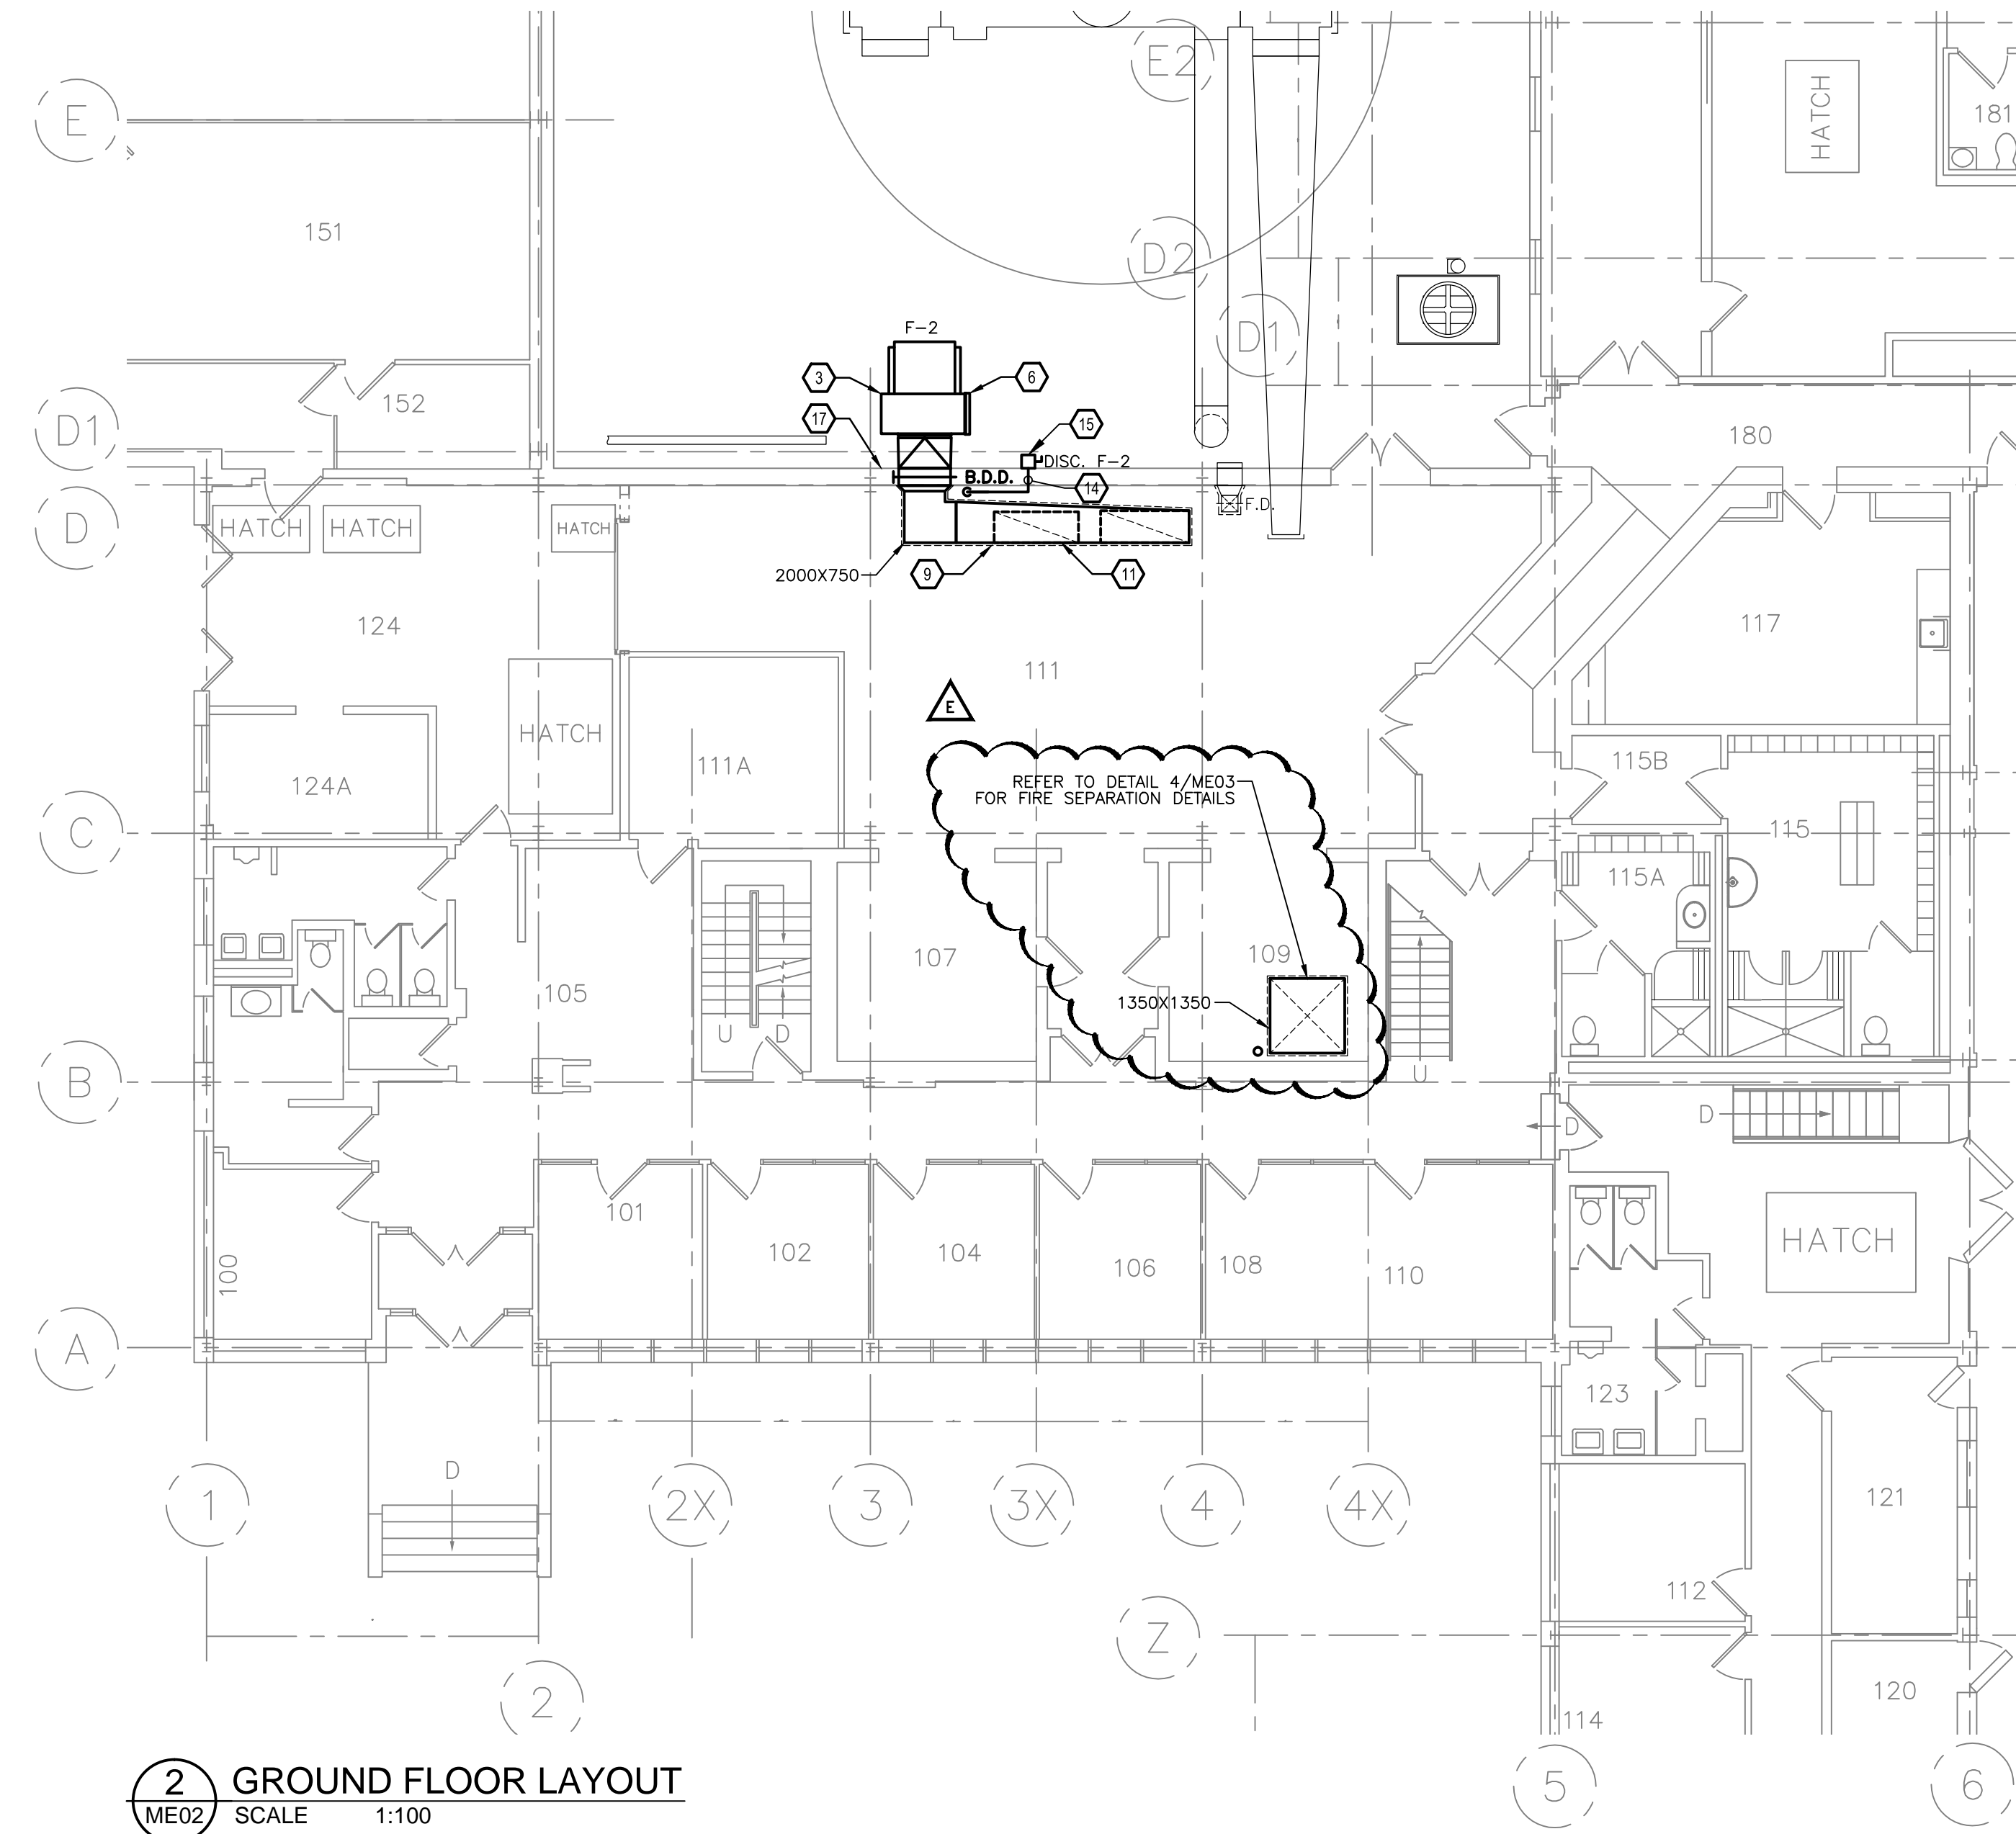 E2
E
HATCH
181
151
D2
D1
F-2
3
6
152
17
15
D1
180
DISC. F-2
B.D.D.
14
F.D.
D
HATCH
HATCH
HATCH
2000X750
9
11
124
117
111
E
HATCH
111A
115B
124A
REFER TO DETAIL 4/ME03
FOR FIRE SEPARATION DETAILS
C
115
115A
107
109
105
1350X1350
U
D
U
B
D
D
101
100
102
104
106
108
110
HATCH
A
123
D
1
2X
3
3X
4
4X
121
112
Z
2
120
114
2
GROUND FLOOR LAYOUT
ME02
SCALE 1:100
5
6